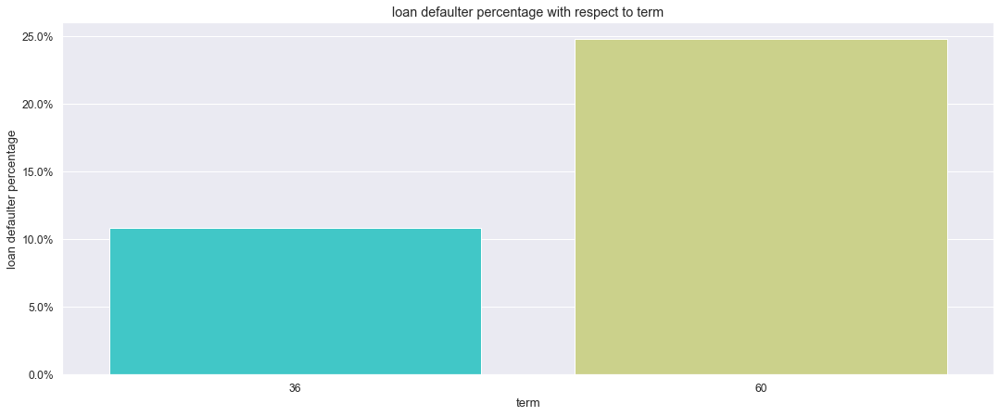 loan defaulter percentage with respect to term
25.0%
20.0%
15.0%
10.0%
5.0%
0.0%
loan defaulter percentage
36 60
term